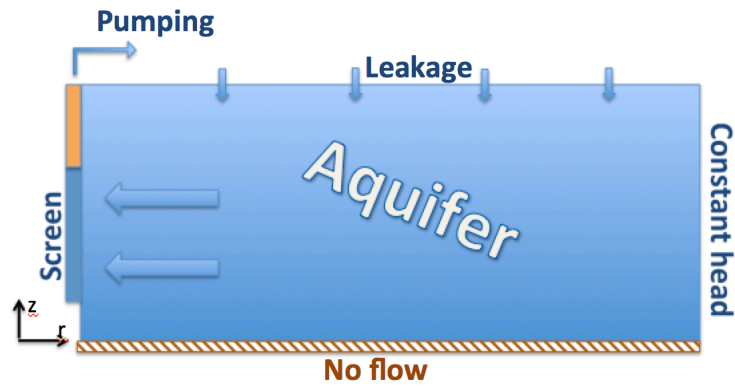 Pumping
Leakage
Aquifer
Screen
Constant head
z
r
No flow